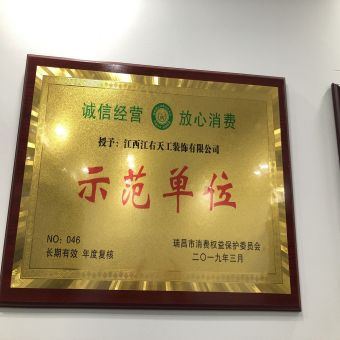 诚信经营 放心消费
授予：江西江右天工装饰有限公司
示范单位
NO：046
长期有效 年度复核
瑞昌市消费权益保护委员会
二〇一九年三月